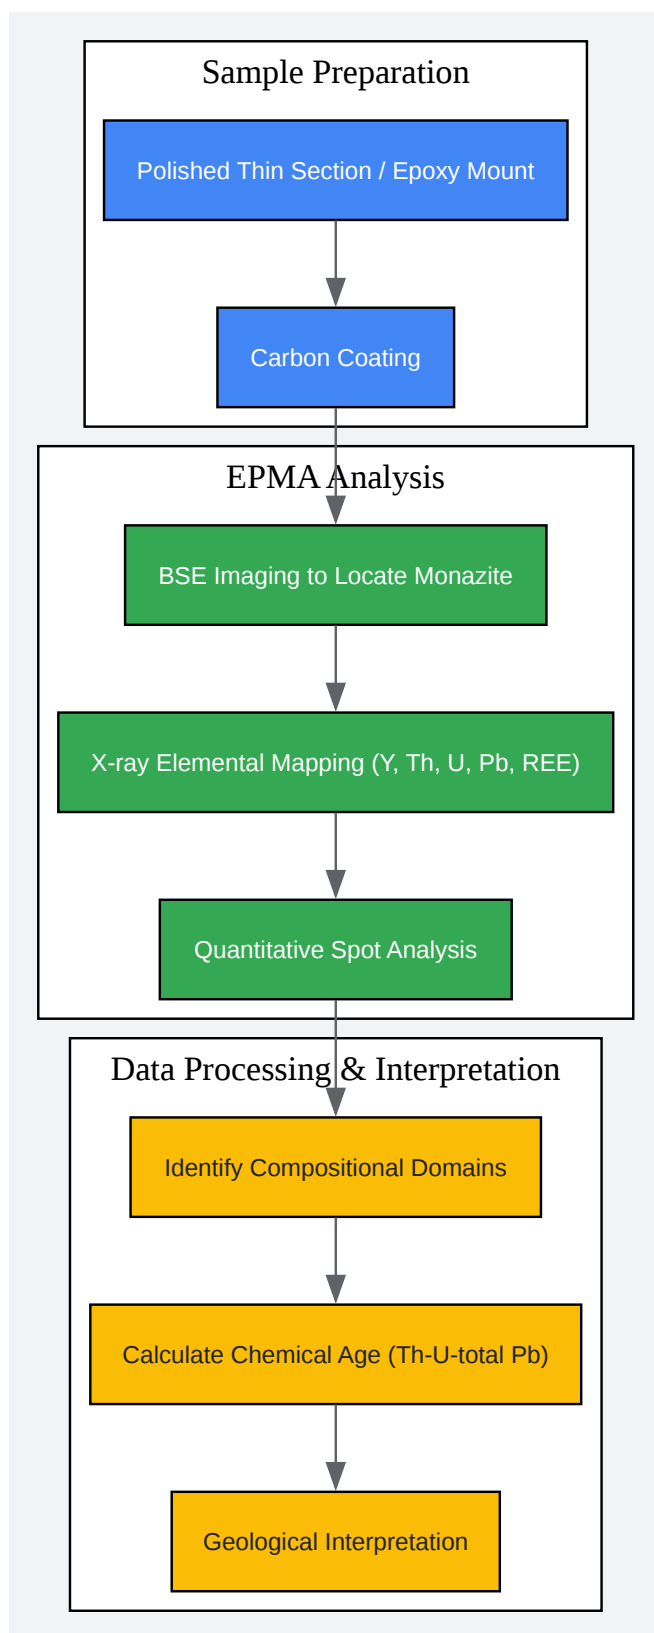 Sample Preparation
Polished Thin Section / Epoxy Mount
Carbon Coating
EPMA Analysis
BSE Imaging to Locate Monazite
X-ray Elemental Mapping (Y, Th, U, Pb, REE)
Quantitative Spot Analysis
Data Processing & Interpretation
Identify Compositional Domains
Calculate Chemical Age (Th-U-total Pb)
Geological Interpretation